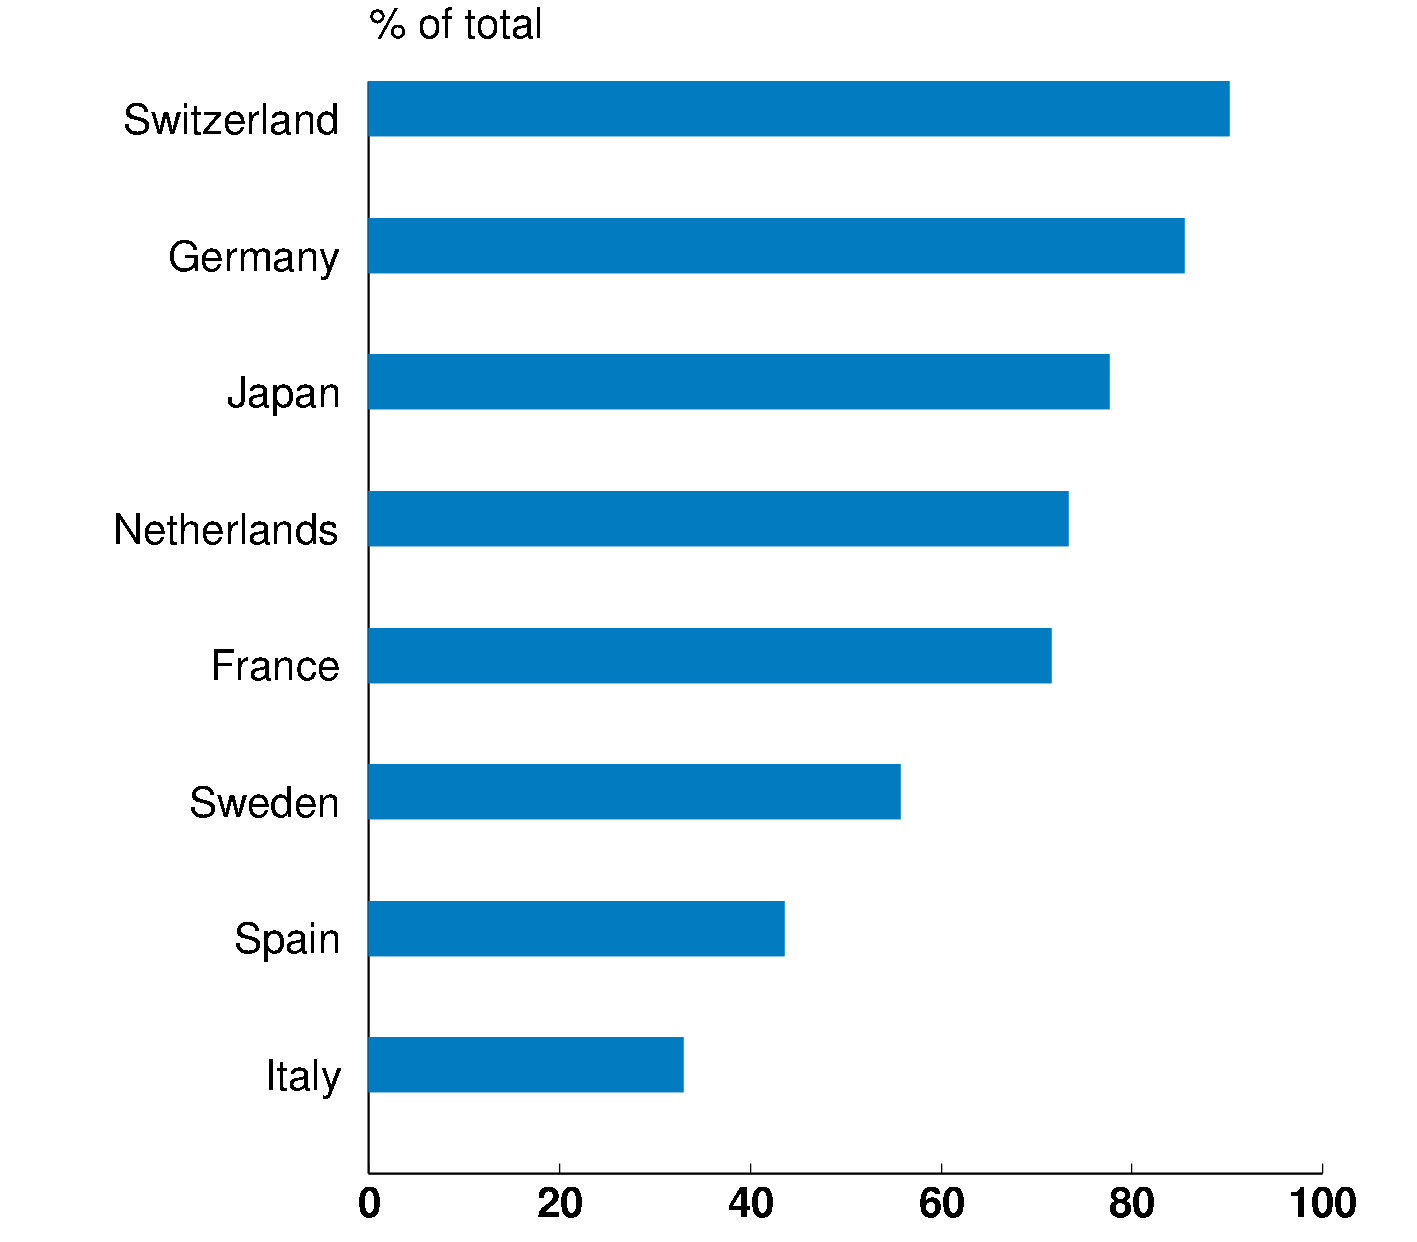 % of total
Switzerland
Germany
Japan
Netherlands
France
Sweden
Spain
Italy
0 20 40 60 80 100